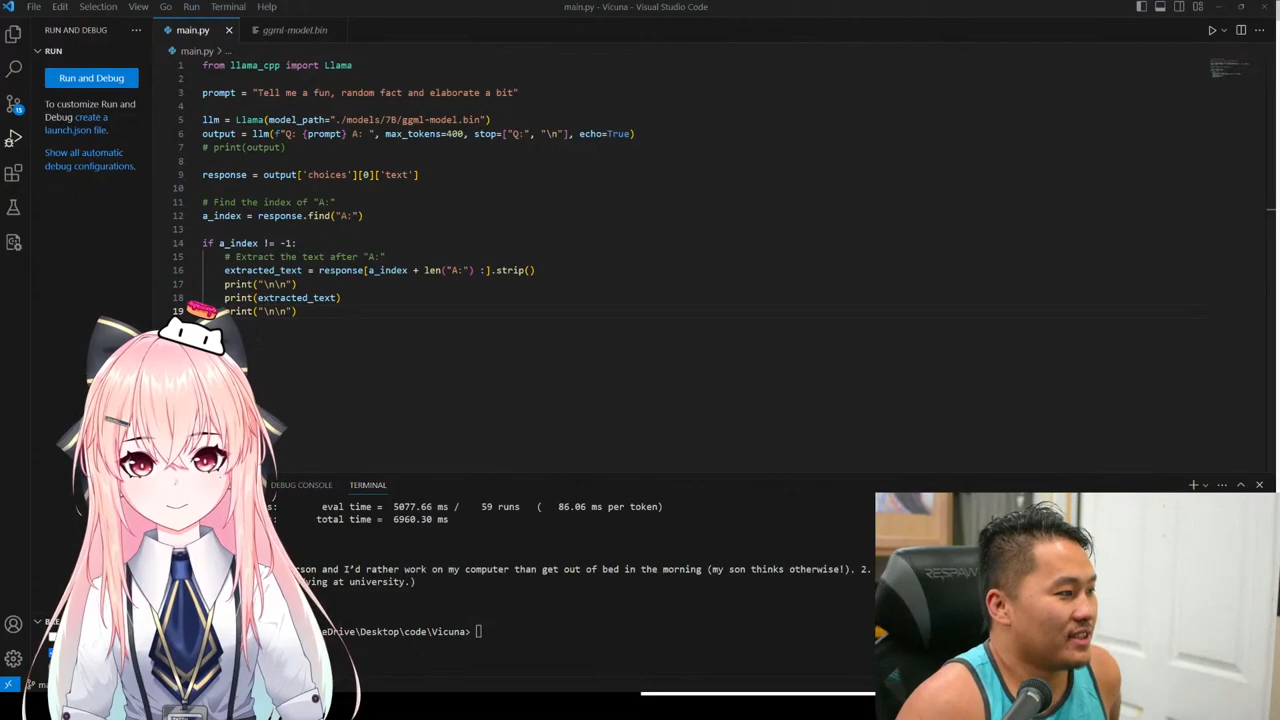 File Edit Selection View Go Run Terminal Help
main.py - Vicuna - Visual Studio Code
RUN AND DEBUG
main.py
ggml-model.bin
RUN
main.py > ...
Run and Debug
To customize Run and
Debug create a
launch.json file.
Show all automatic
debug configurations.
15
1 from llama_cpp import Llama
2
3 prompt = "Tell me a fun, random fact and elaborate a bit"
4
5 llm = Llama(model_path="./models/7B/ggml-model.bin")
6 output = llm(f"Q: {prompt} A: ", max_tokens=400, stop=["Q:", "\n"], echo=True)
7 # print(output)
8
9 response = output['choices'][0]['text']
10
11 # Find the index of "A:"
12 a_index = response.find("A:")
13
14 if a_index != -1:
15 # Extract the text after "A:"
16 extracted_text = response[a_index + len("A:") :].strip()
17 print("\n\n")
18 print(extracted_text)
19 print("\n\n")
DEBUG CONSOLE TERMINAL
eval time = 5077.66 ms / 59 runs ( 86.06 ms per token)
total time = 6960.30 ms
and I'd rather work on my computer than get out of bed in the morning (my son thinks otherwise!). 2.
at university.)
\Desktop\code\Vicuna>
RESPAWN